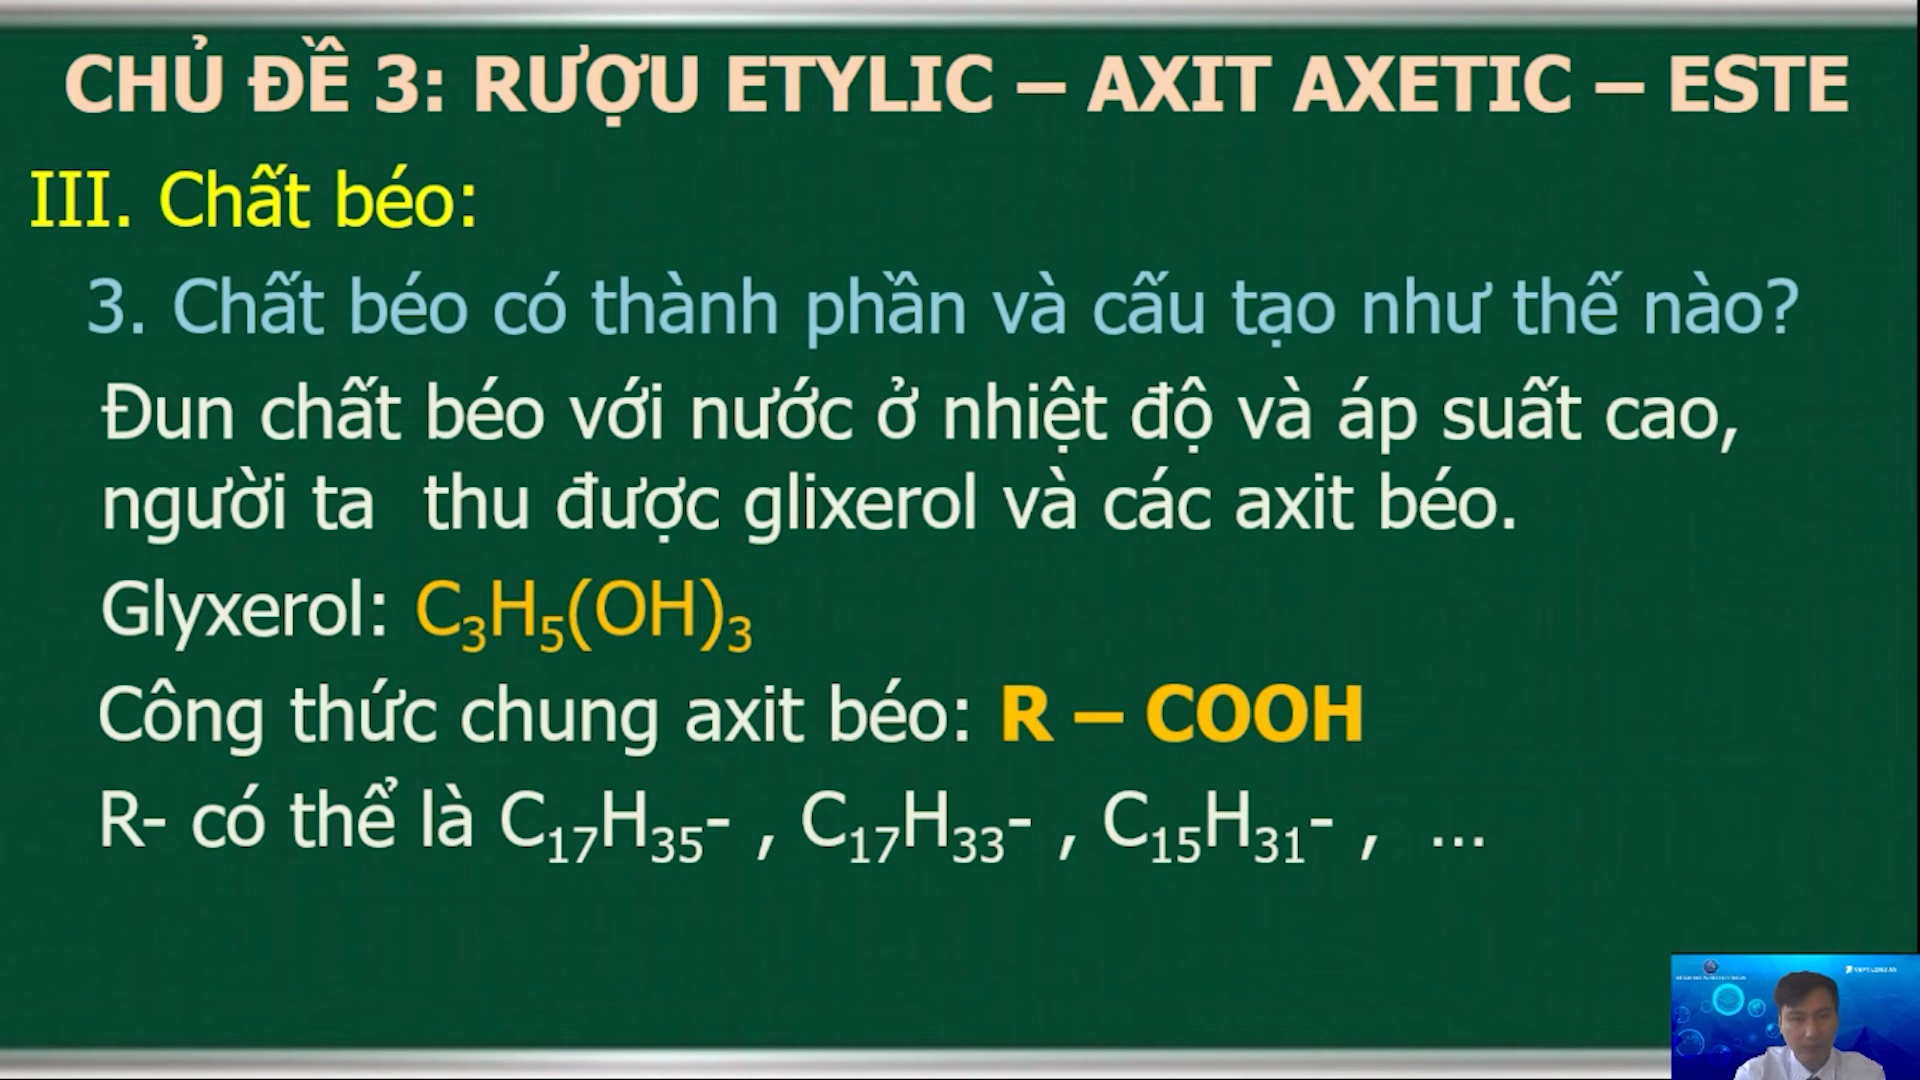 CHỦ ĐỀ 3: RƯỢU ETYLIC – AXIT AXETIC – ESTE
III. Chất béo:
3. Chất béo có thành phần và cấu tạo như thế nào?
Đun chất béo với nước ở nhiệt độ và áp suất cao,
người ta  thu được glixerol và các axit béo.
Glyxerol: C₃H₅(OH)₃
Công thức chung axit béo: R – COOH
R- có thể là C₁₇H₃₅- , C₁₇H₃₃- , C₁₅H₃₁- ,  ...
VNPT LONG AN